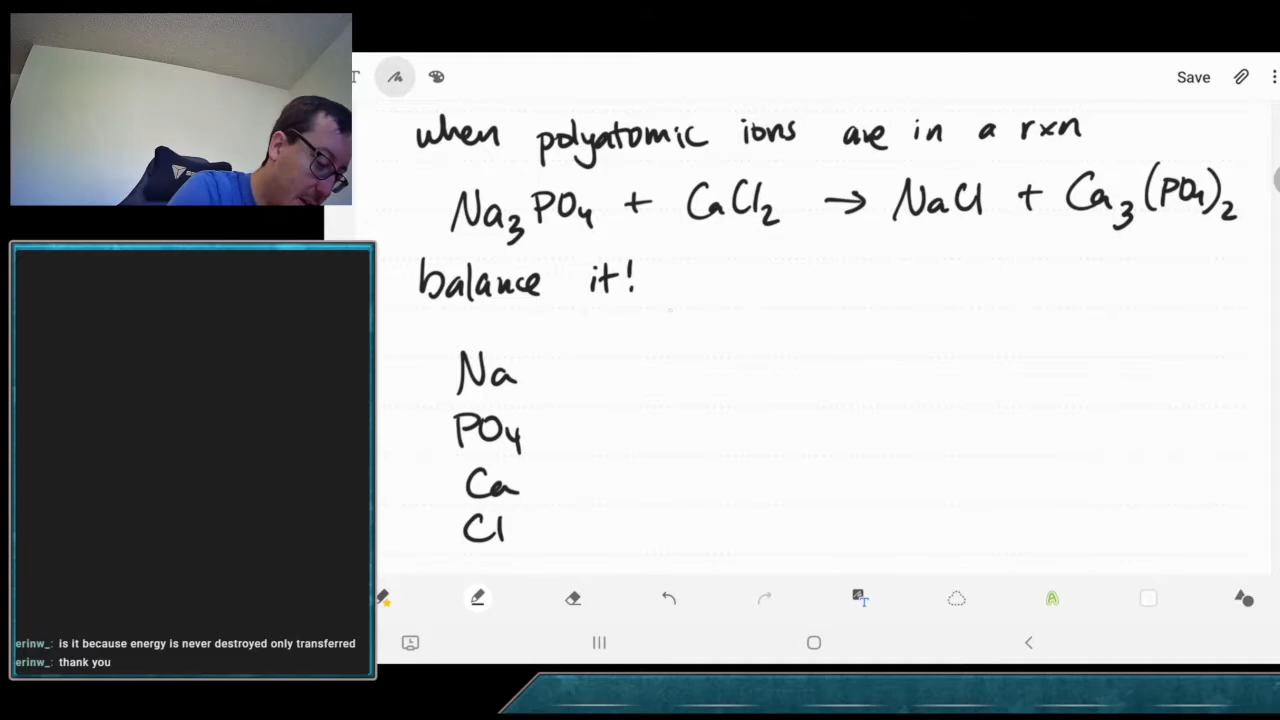 T
Save
when polyatomic ions are in a rxn
Na₃PO₄ + CaCl₂ → NaCl + Ca₃(PO₄)₂
balance it!
Na
PO₄
Ca
Cl
erinw_: is it because energy is never destroyed only transferred
erinw_: thank you